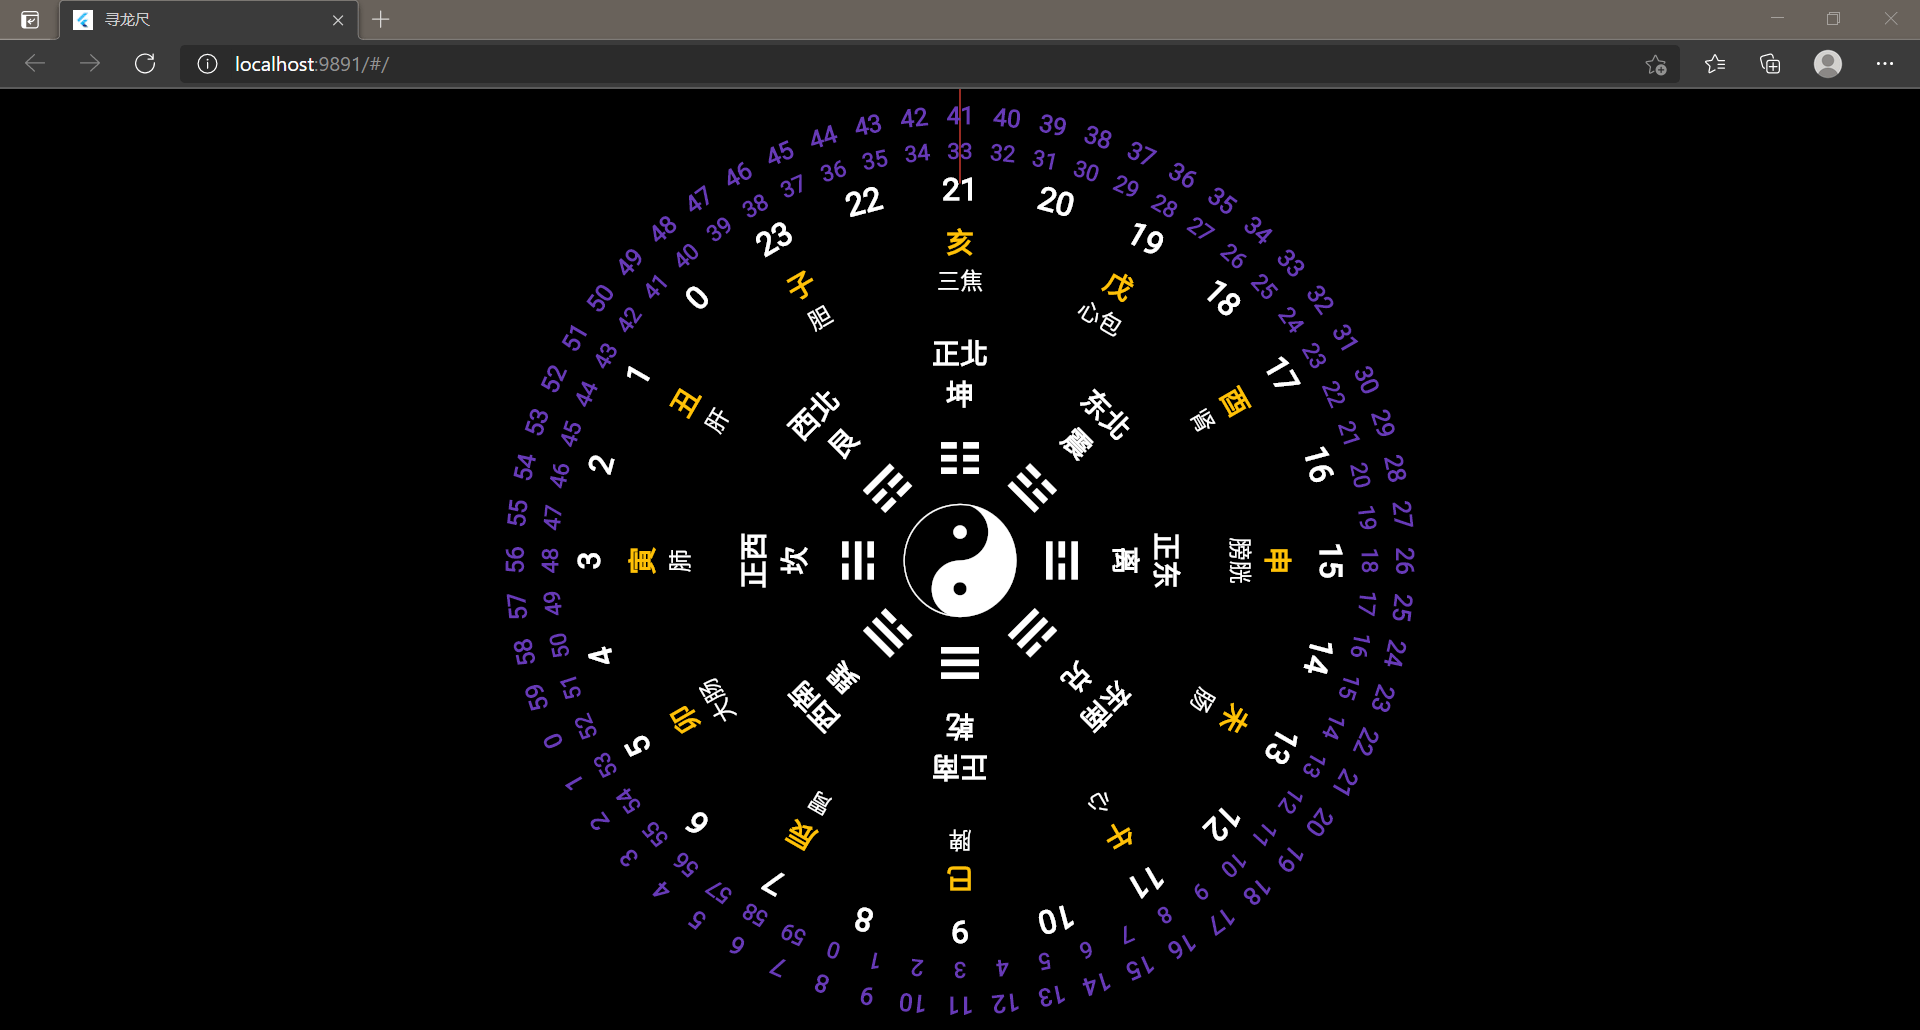 寻龙尺
localhost:9891/#/
41 40 39 38 37 36 35 34 33 32 31 30 29 28 27 26 25 24 23 22 21 20 19 18 17 16 15 14 13 12 11 10 9 8 7 6 5 4 3 2 1 0 59 58 57 56 55 54 53 52 51 50 49 48 47 46 45 44 43 42
33 32 31 30 29 28 27 26 25 24 23 22 21 20 19 18 17 16 15 14 13 12 11 10 9 8 7 6 5 4 3 2 1 0 59 58 57 56 55 54 53 52 51 50 49 48 47 46 45 44 43 42 41 40 39 38 37 36 35 34
21 20 19 18 17 16 15 14 13 12 11 10 9 8 7 6 5 4 3 2 1 0 23 22
亥 戊 酉 申 未 午 巳 辰 卯 寅 丑 子
三焦 心包 肾 膀胱 肠 心 脾 胃 大肠 肺 肝 胆
正北 东北 正东 东南 正南 西南 正西 西北
坤 震 离 兑 乾 巽 坎 艮